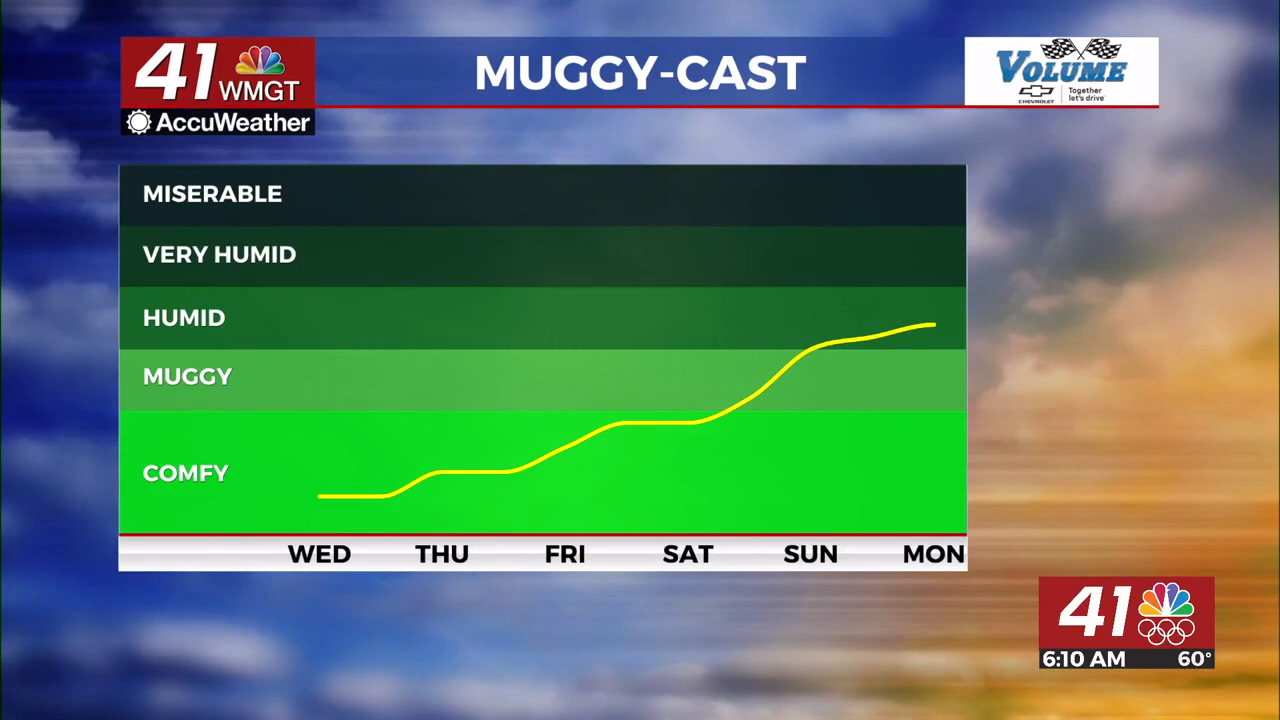 41 WMGT
AccuWeather
MUGGY-CAST
VOLUME
CHEVROLET
Together
let's drive
MISERABLE
VERY HUMID
HUMID
MUGGY
COMFY
WED THU FRI SAT SUN MON
41
6:10 AM 60°